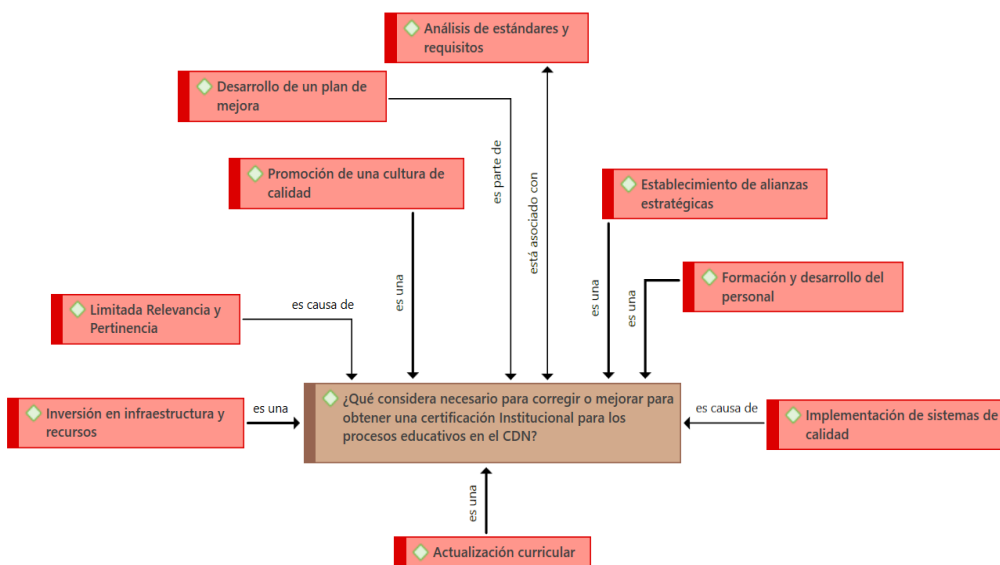 Análisis de estándares y
requisitos
Desarrollo de un plan de
mejora
es parte de
está asociado con
Promoción de una cultura de
calidad
es una
Establecimiento de alianzas
estratégicas
es una
Formación y desarrollo del
personal
es una
Limitada Relevancia y
Pertinencia
es causa de
Inversión en infraestructura y
recursos
es una
¿Qué considera necesario para corregir o mejorar para
obtener una certificación Institucional para los
procesos educativos en el CDN?
es causa de
Implementación de sistemas de
calidad
es una
Actualización curricular